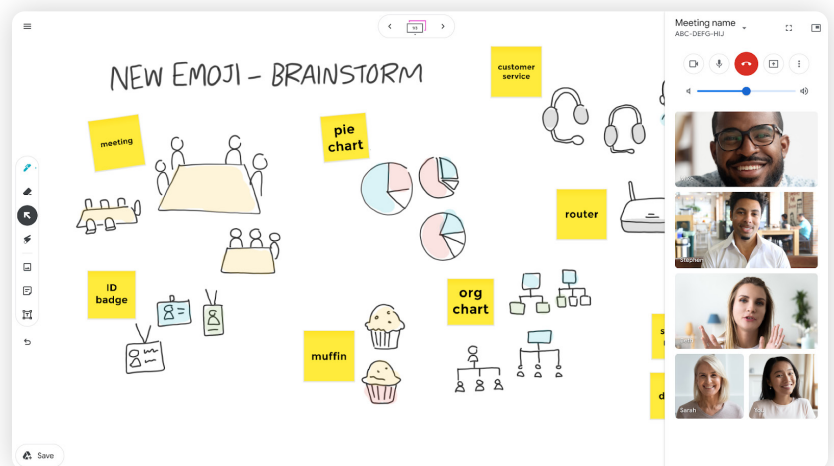 Meeting name
ABC-DEFG-HIJ
NEW EMOJI - BRAINSTORM
customer
service
meeting
pie
chart
router
ID
badge
org
chart
muffin
Stephen
Sarah
Save